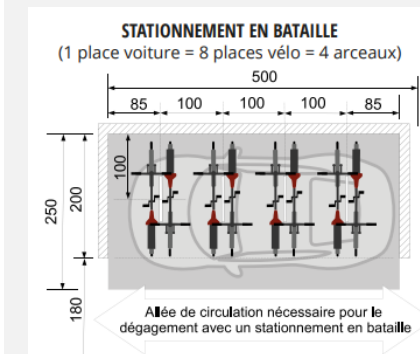 STATIONNEMENT EN BATAILLE
(1 place voiture = 8 places vélo = 4 arceaux)
500
85 100 100 100 85
100
200
250
180
Allée de circulation nécessaire pour le
dégagement avec un stationnement en bataille